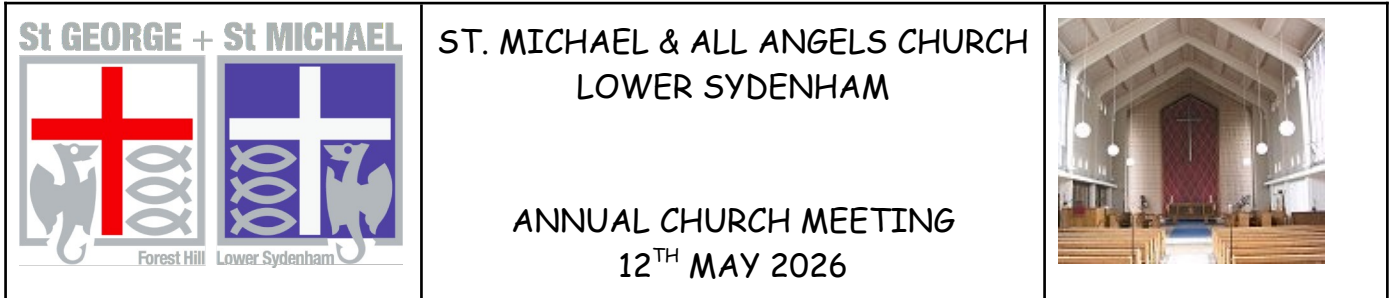 St GEORGE + St MICHAEL
Forest Hill Lower Sydenham
ST. MICHAEL & ALL ANGELS CHURCH
LOWER SYDENHAM
ANNUAL CHURCH MEETING
12TH MAY 2026